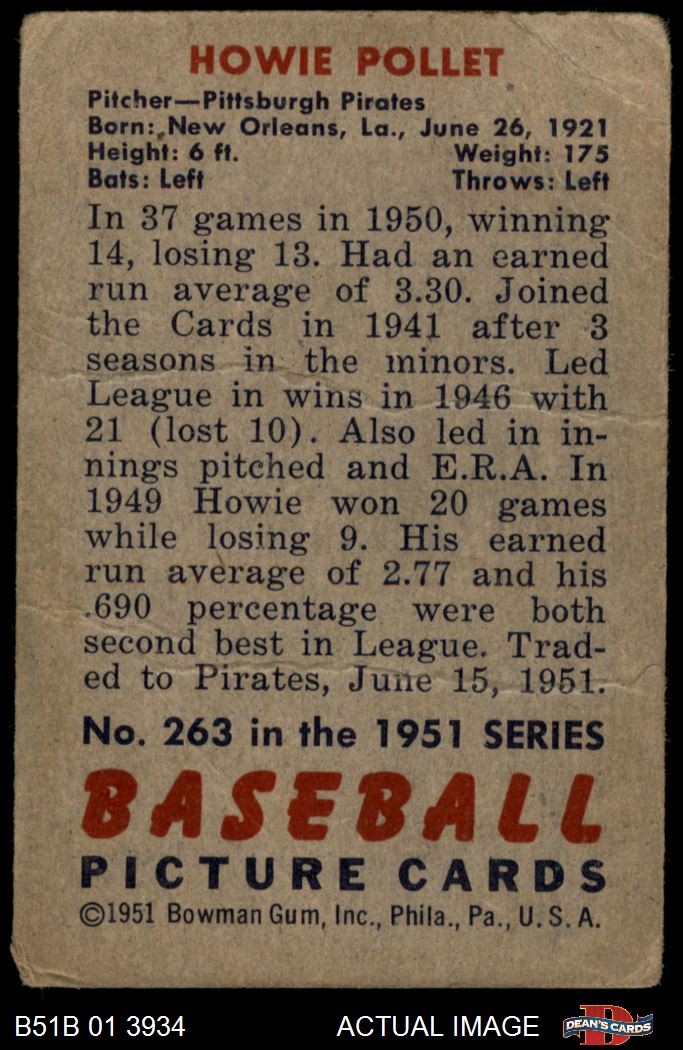 HOWIE POLLET
Pitcher—Pittsburgh Pirates
Born: New Orleans, La., June 26, 1921
Height: 6 ft. Weight: 175
Bats: Left Throws: Left
In 37 games in 1950, winning
14, losing 13. Had an earned
run average of 3.30. Joined
the Cards in 1941 after 3
seasons in the minors. Led
League in wins in 1946 with
21 (lost 10). Also led in in-
nings pitched and E.R.A. In
1949 Howie won 20 games
while losing 9. His earned
run average of 2.77 and his
.690 percentage were both
second best in League. Trad-
ed to Pirates, June 15, 1951.
No. 263 in the 1951 SERIES
BASEBALL
PICTURE CARDS
©1951 Bowman Gum, Inc., Phila., Pa., U. S. A.
B51B 01 3934 ACTUAL IMAGE D DEAN'S CARDS